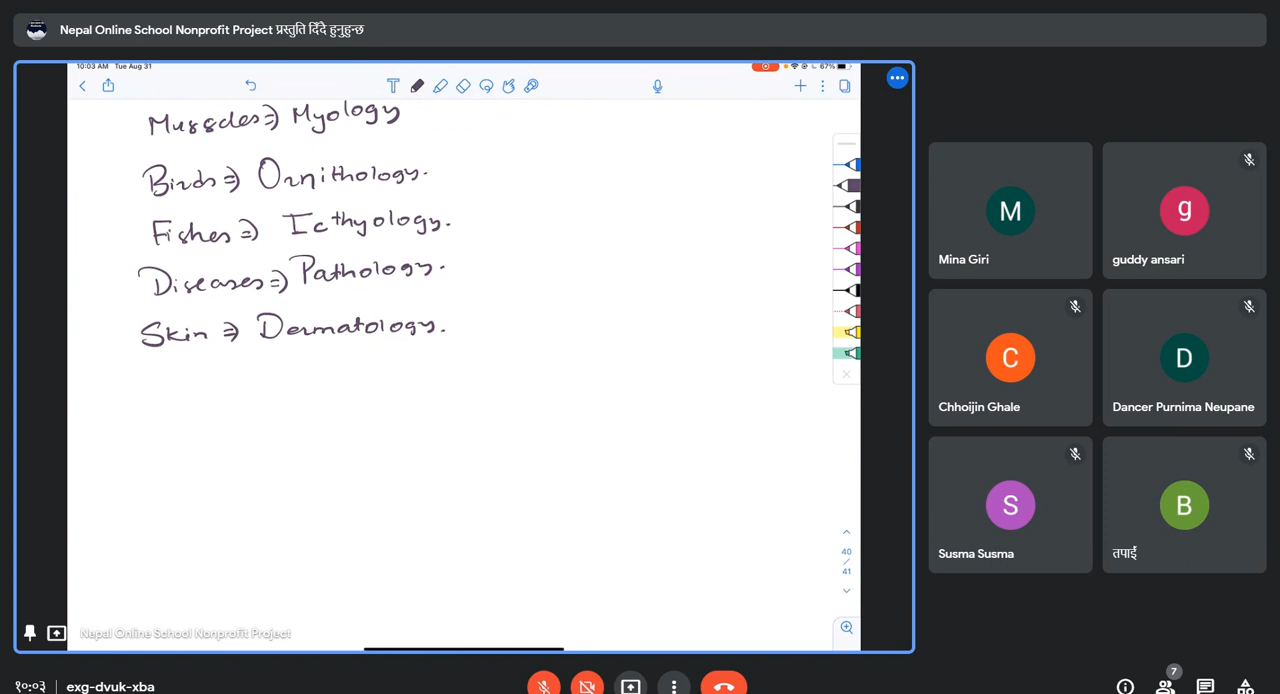 Nepal Online School Nonprofit Project प्रस्तुति दिँदै हुनुहुन्छ
10:03 AM Tue Aug 31
67%
Muscles ⇒ Myology
Birds ⇒ Ornithology.
Fishes ⇒ Icthyology.
Diseases ⇒ Pathology.
Skin ⇒ Dermatology.
40
/
41
Nepal Online School Nonprofit Project
M
Mina Giri
g
guddy ansari
C
Chhoijin Ghale
D
Dancer Purnima Neupane
S
Susma Susma
B
तपाईं
१०:०३ | exg-dvuk-xba
7